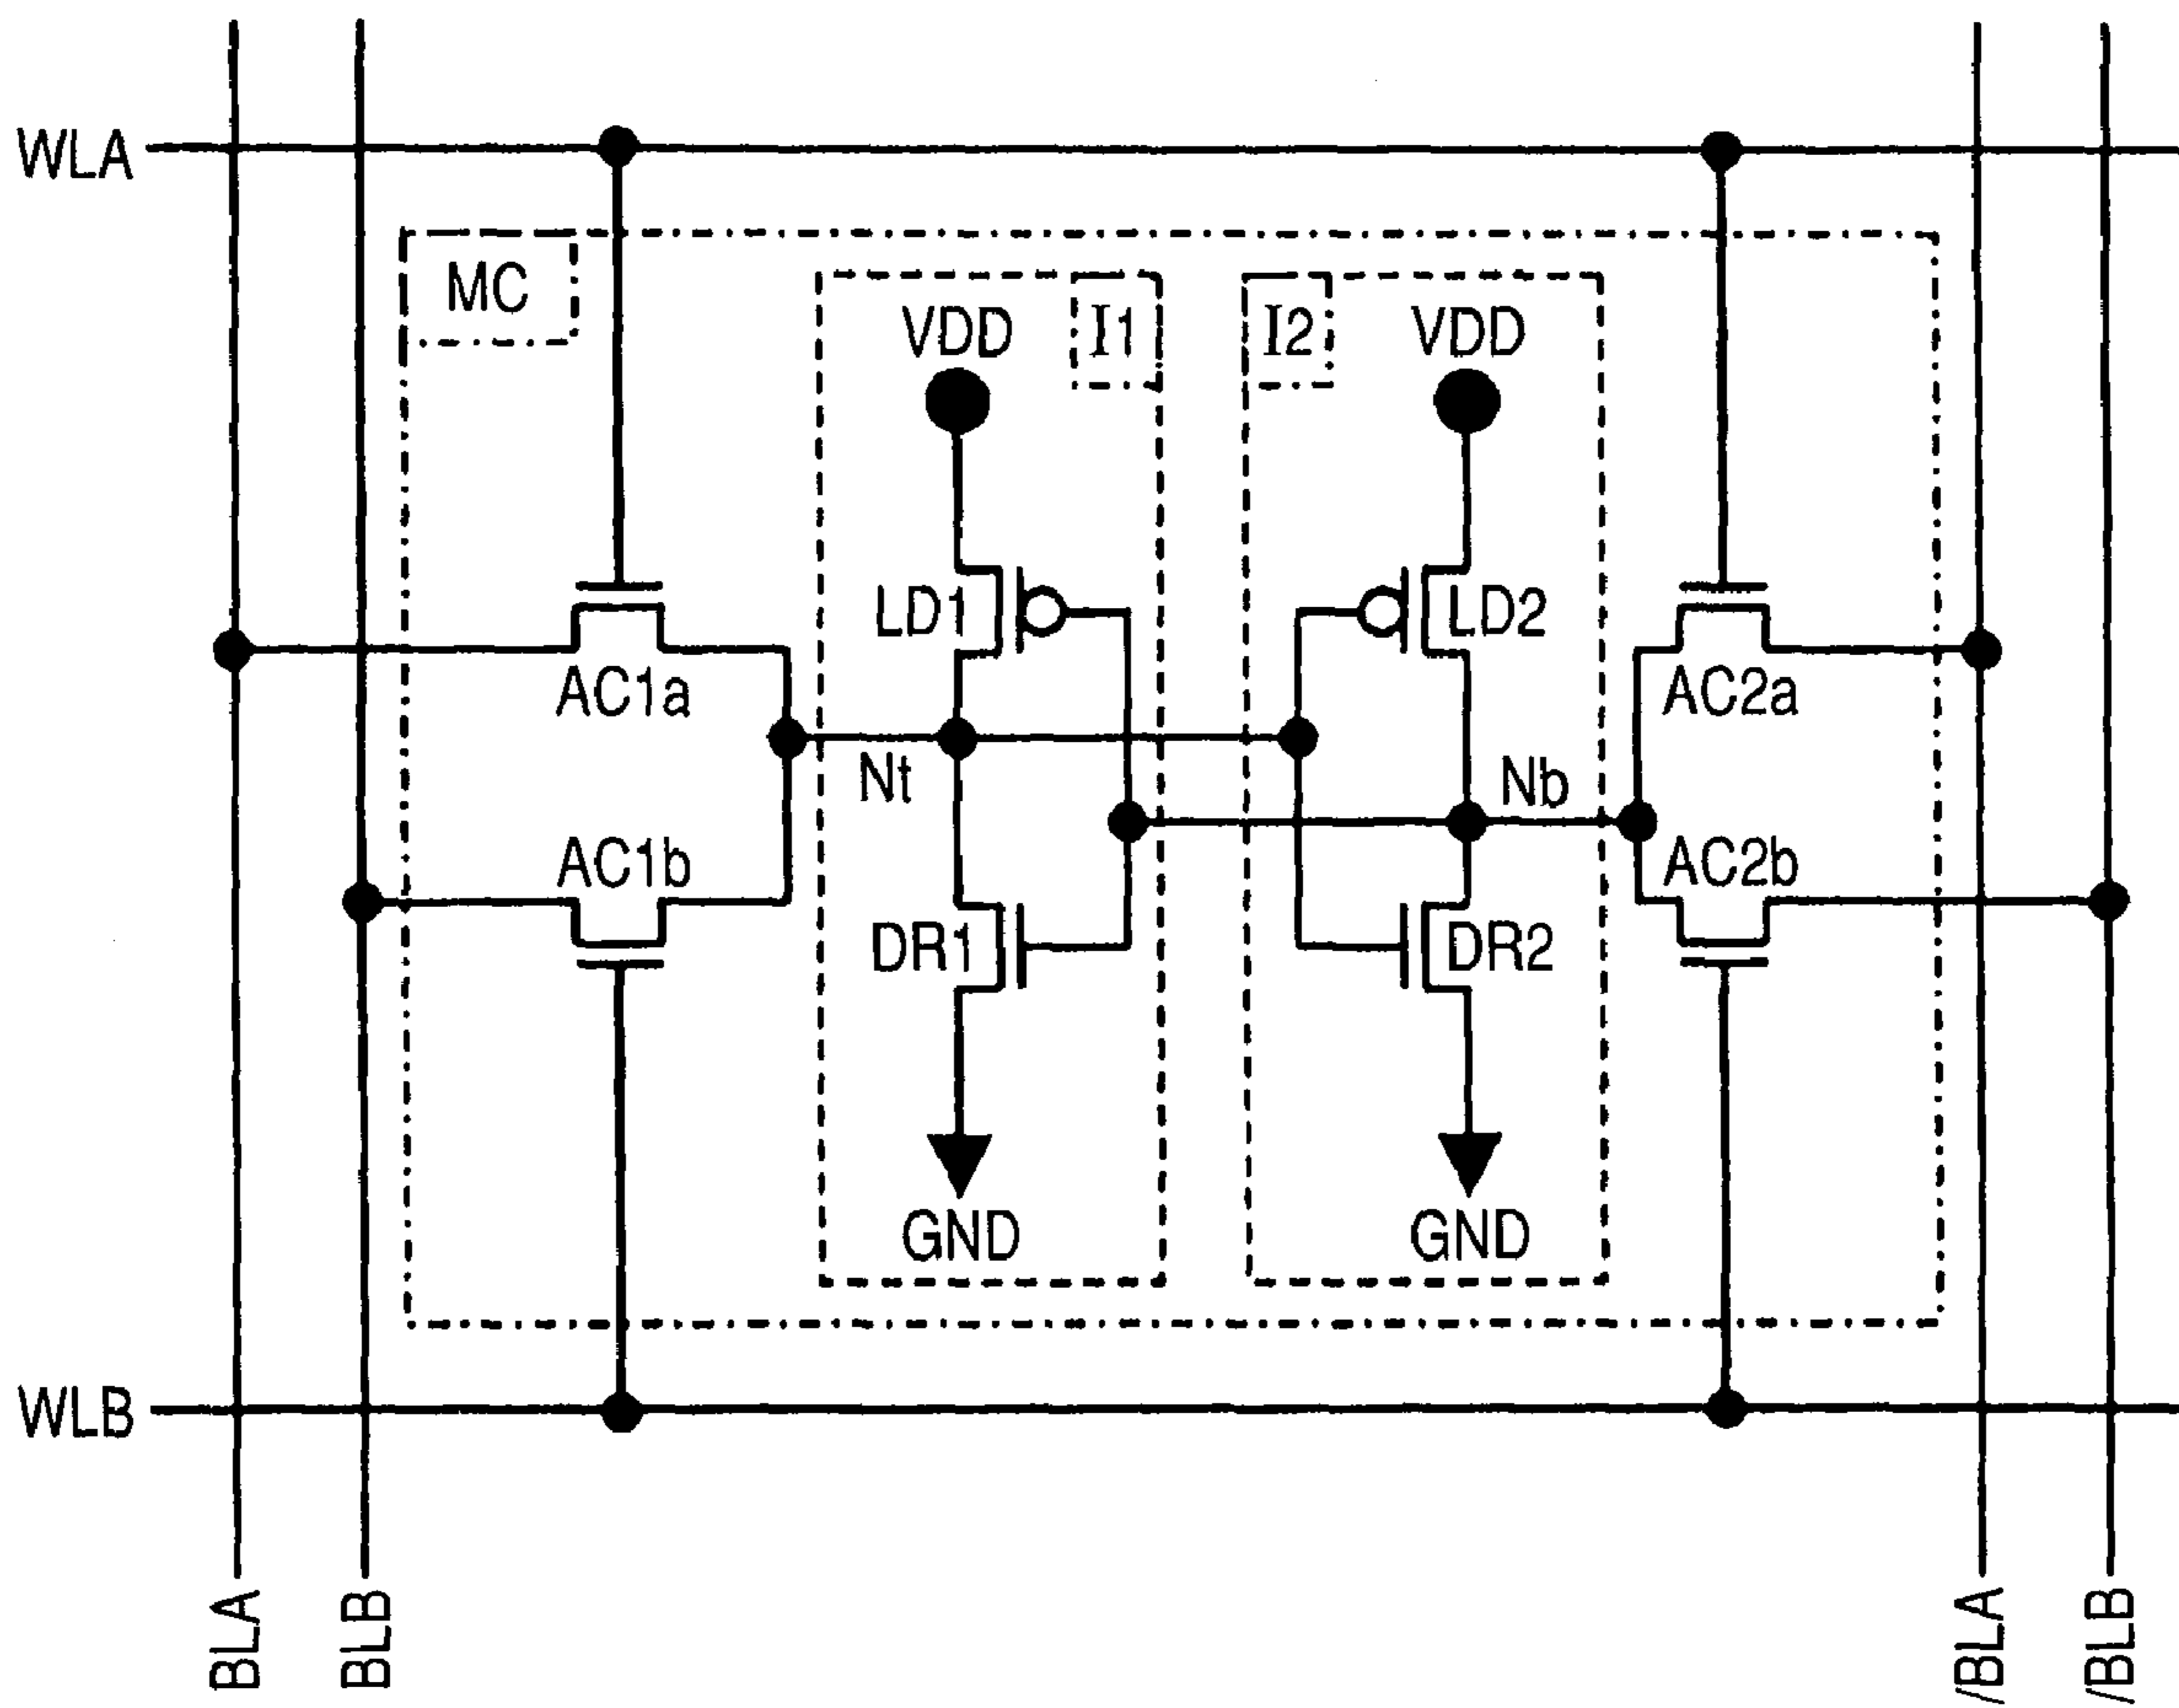 WLA
MC
VDD
I1
I2
VDD
LD1
LD2
AC1a
AC2a
Nt
Nb
AC1b
AC2b
DR1
DR2
GND
GND
WLB
BLA
BLB
/BLA
/BLB